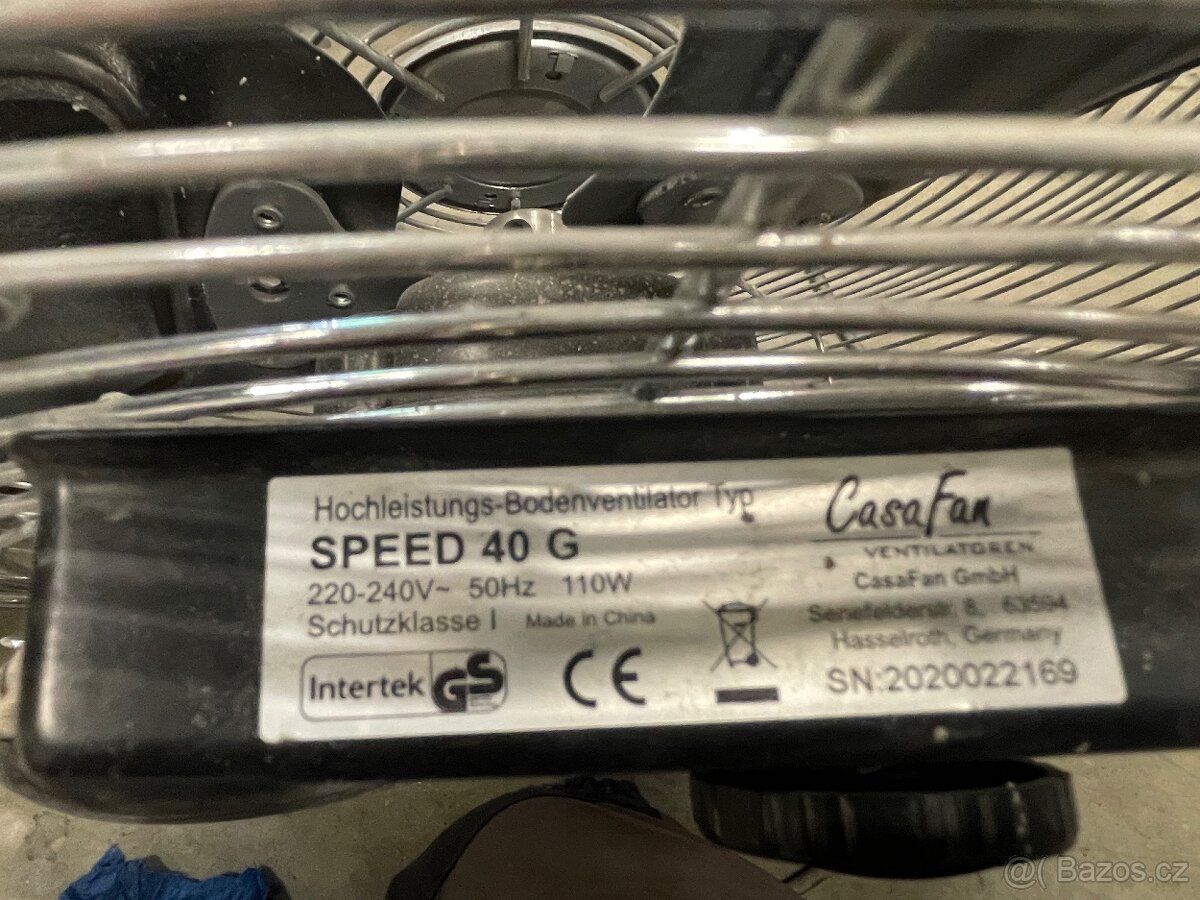 Hochleistungs-Bodenventilator Typ
SPEED 40 G
220-240V~ 50Hz 110W
Schutzklasse I Made in China
Intertek GS
CE
CasaFan
VENTILATOREN
CasaFan GmbH
Senefelderstr. 8, 63594
Hasselroth, Germany
SN:2020022169
@( Bazos.cz